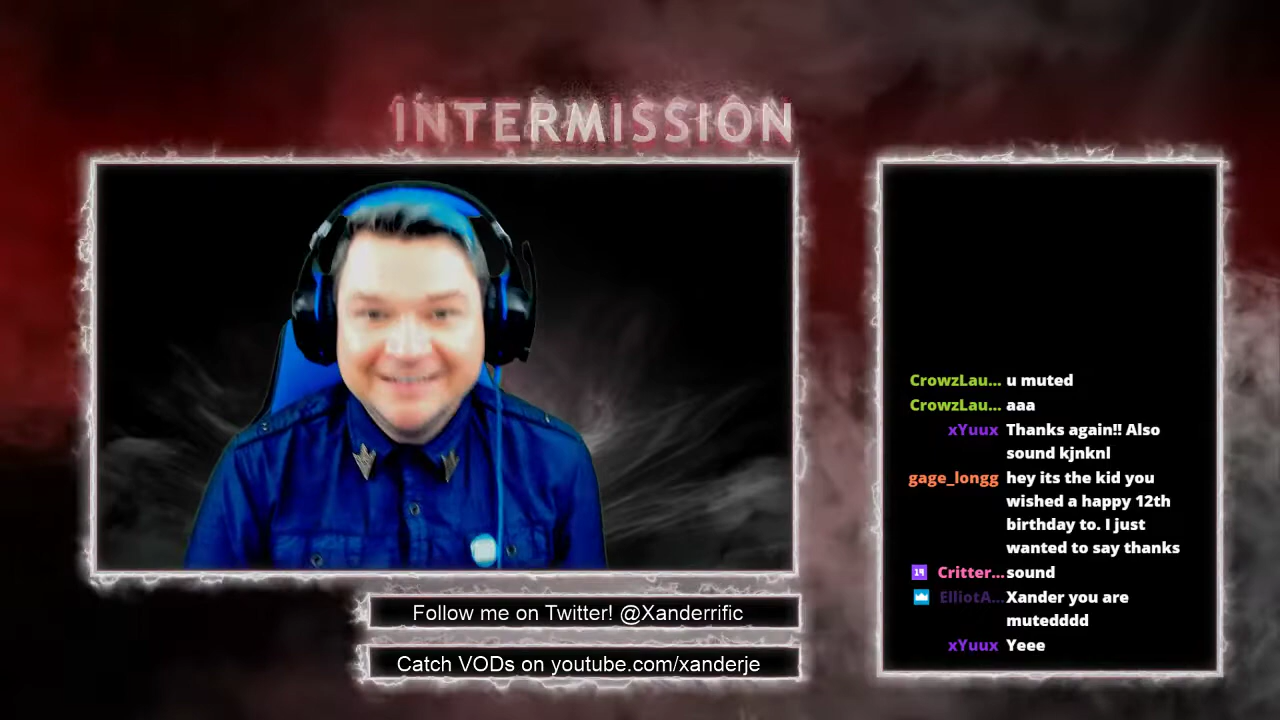 INTERMISSION
CrowzLau... u muted
CrowzLau... aaa
xYuux Thanks again!! Also
sound kjnknl
gage_longg hey its the kid you
wished a happy 12th
birthday to. I just
wanted to say thanks
Critter... sound
ElliotA... Xander you are
mutedddd
xYuux Yeee
Follow me on Twitter! @Xanderrific
Catch VODs on youtube.com/xanderje